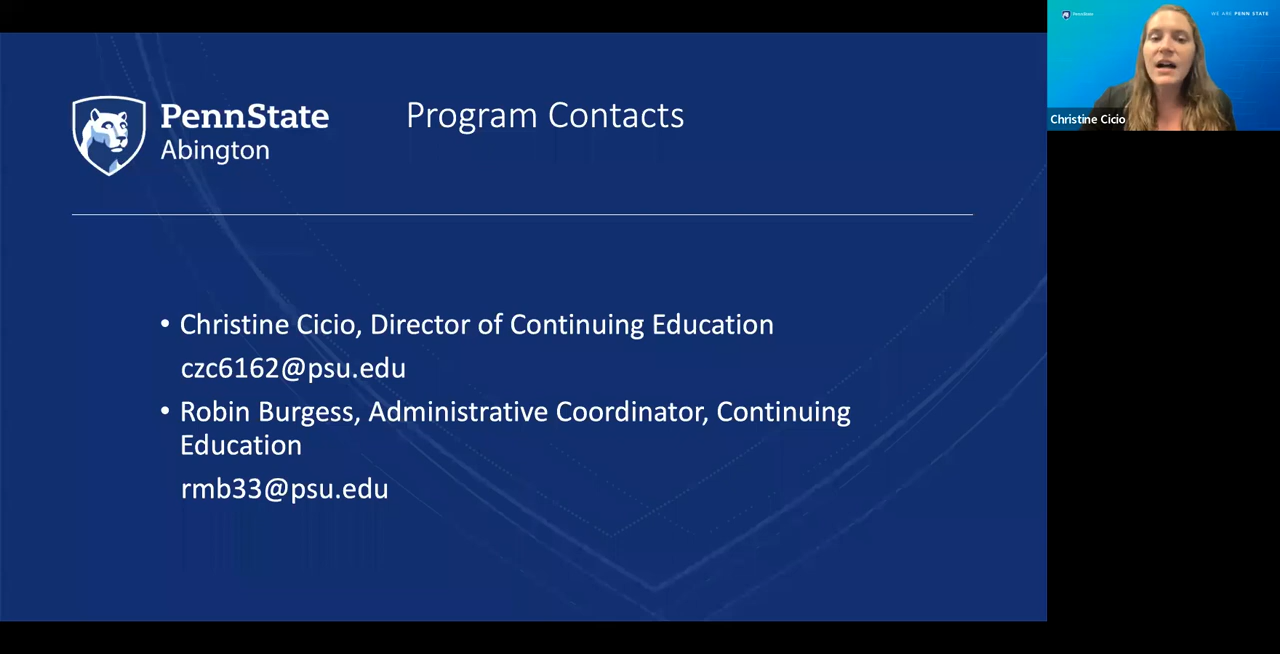 PennState
WE ARE PENN STATE
Christine Cicio
PennState
Abington
Program Contacts
• Christine Cicio, Director of Continuing Education
czc6162@psu.edu
• Robin Burgess, Administrative Coordinator, Continuing
Education
rmb33@psu.edu